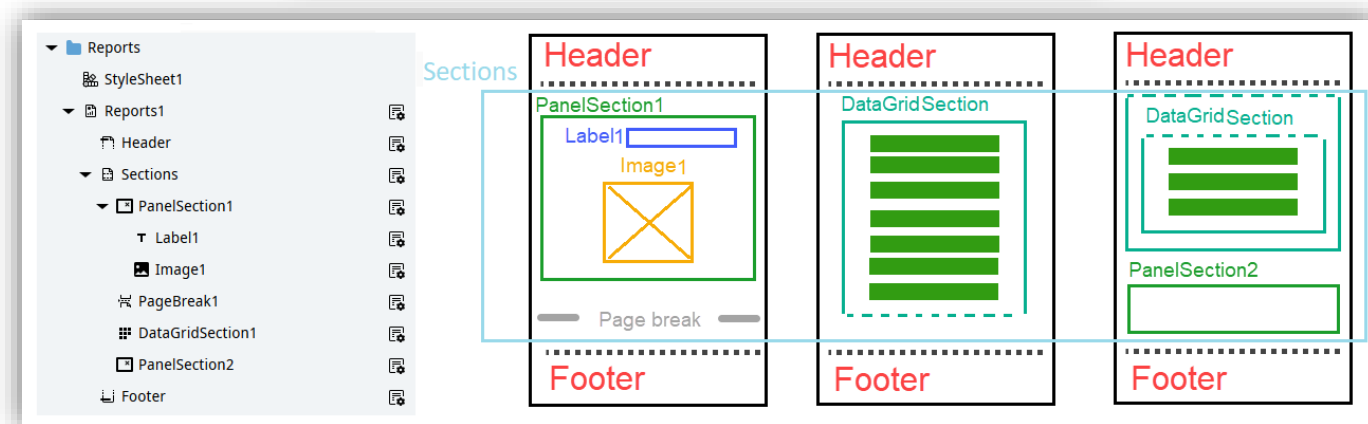 Reports
StyleSheet1
Reports1
Header
Sections
PanelSection1
Label1
Image1
PageBreak1
DataGridSection1
PanelSection2
Footer
Sections
Header
PanelSection1
Label1
Image1
Page break
Footer
Header
DataGridSection
Footer
Header
DataGridSection
PanelSection2
Footer